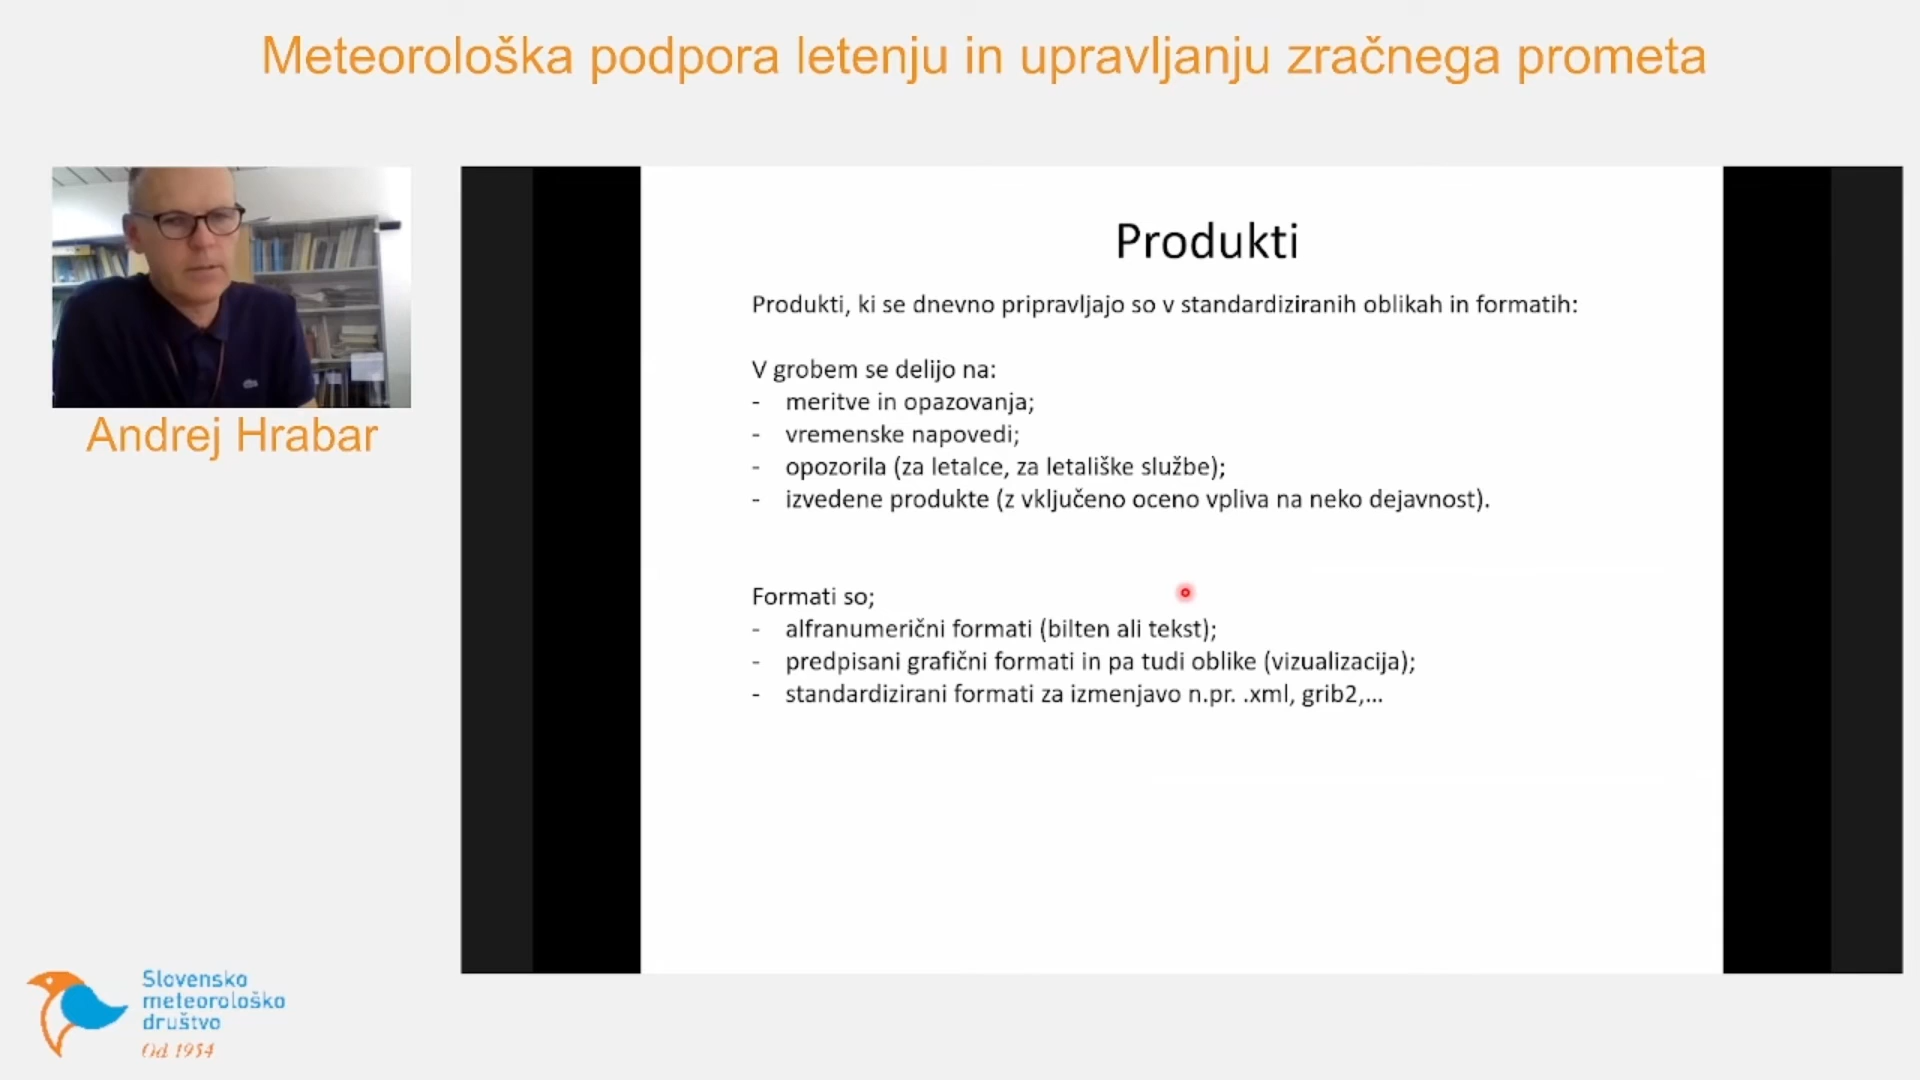 Meteorološka podpora letenju in upravljanju zračnega prometa
Andrej Hrabar
Produkti
Produkti, ki se dnevno pripravljajo so v standardiziranih oblikah in formatih:
V grobem se delijo na:
- meritve in opazovanja;
- vremenske napovedi;
- opozorila (za letalce, za letališke službe);
- izvedene produkte (z vključeno oceno vpliva na neko dejavnost).
Formati so;
- alfranumerični formati (bilten ali tekst);
- predpisani grafični formati in pa tudi oblike (vizualizacija);
- standardizirani formati za izmenjavo n.pr. .xml, grib2,...
Slovensko
meteorološko
društvo
Od 1954